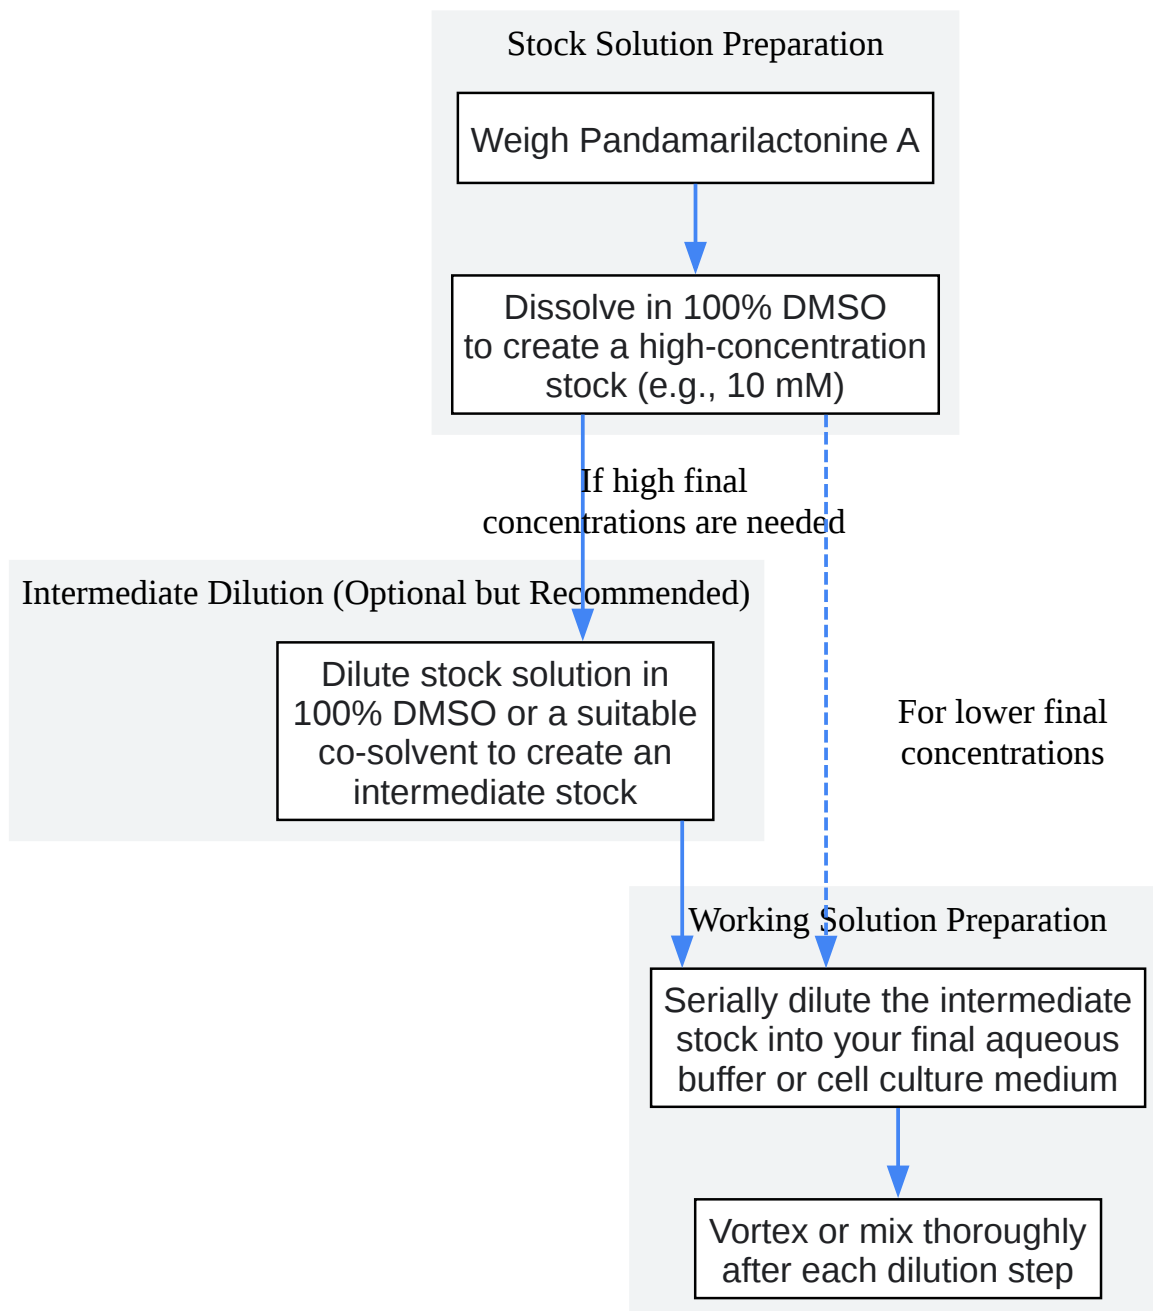 Stock Solution Preparation
Weigh Pandamarilactonine A
Dissolve in 100% DMSO
to create a high-concentration
stock (e.g., 10 mM)
If high final
concentrations are needed
Intermediate Dilution (Optional but Recommended)
Dilute stock solution in
100% DMSO or a suitable
co-solvent to create an
intermediate stock
For lower final
concentrations
Working Solution Preparation
Serially dilute the intermediate
stock into your final aqueous
buffer or cell culture medium
Vortex or mix thoroughly
after each dilution step